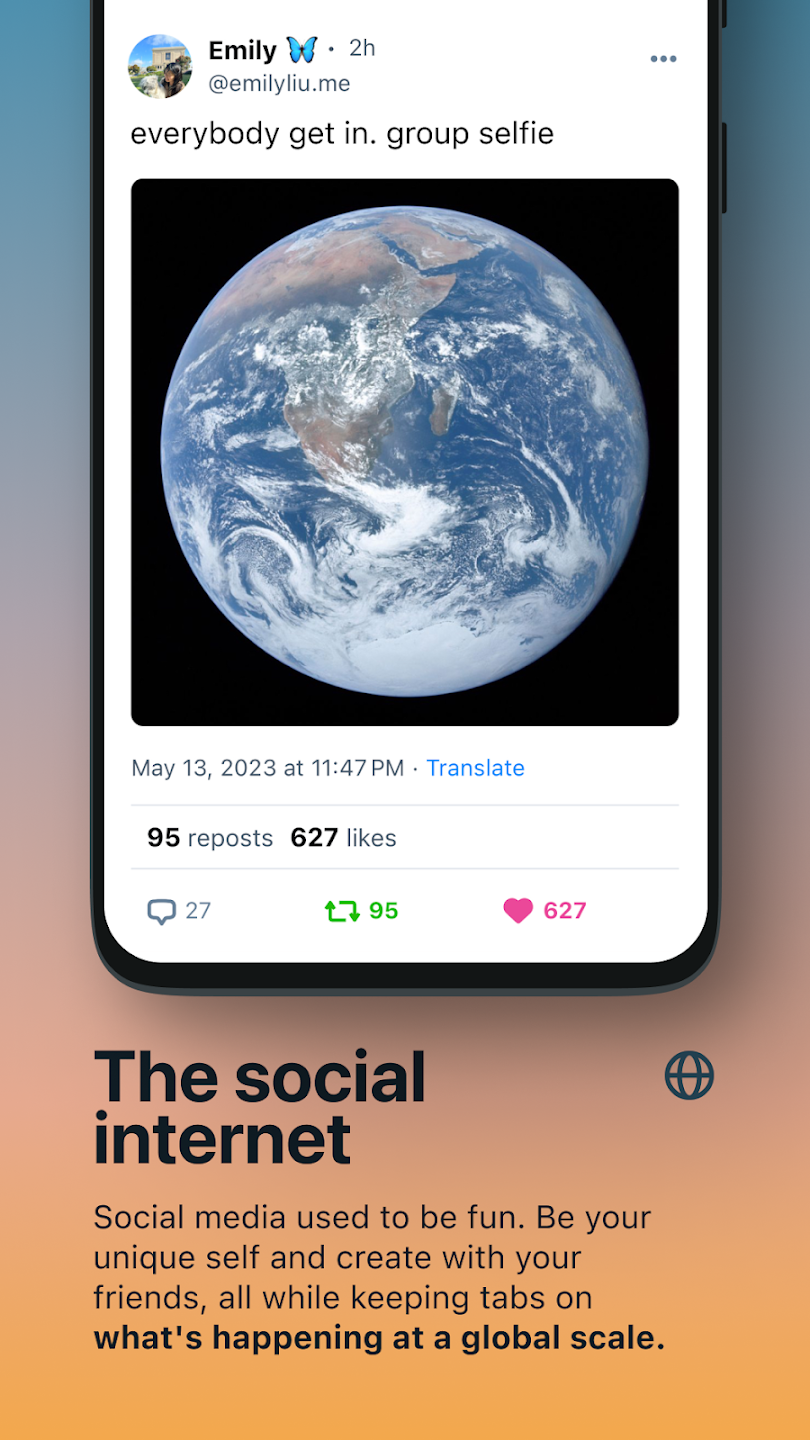 Emily 🦋 · 2h
@emilyliu.me
everybody get in. group selfie
May 13, 2023 at 11:47 PM · Translate
95 reposts 627 likes
27 95 627
The social
internet
Social media used to be fun. Be your
unique self and create with your
friends, all while keeping tabs on
what's happening at a global scale.